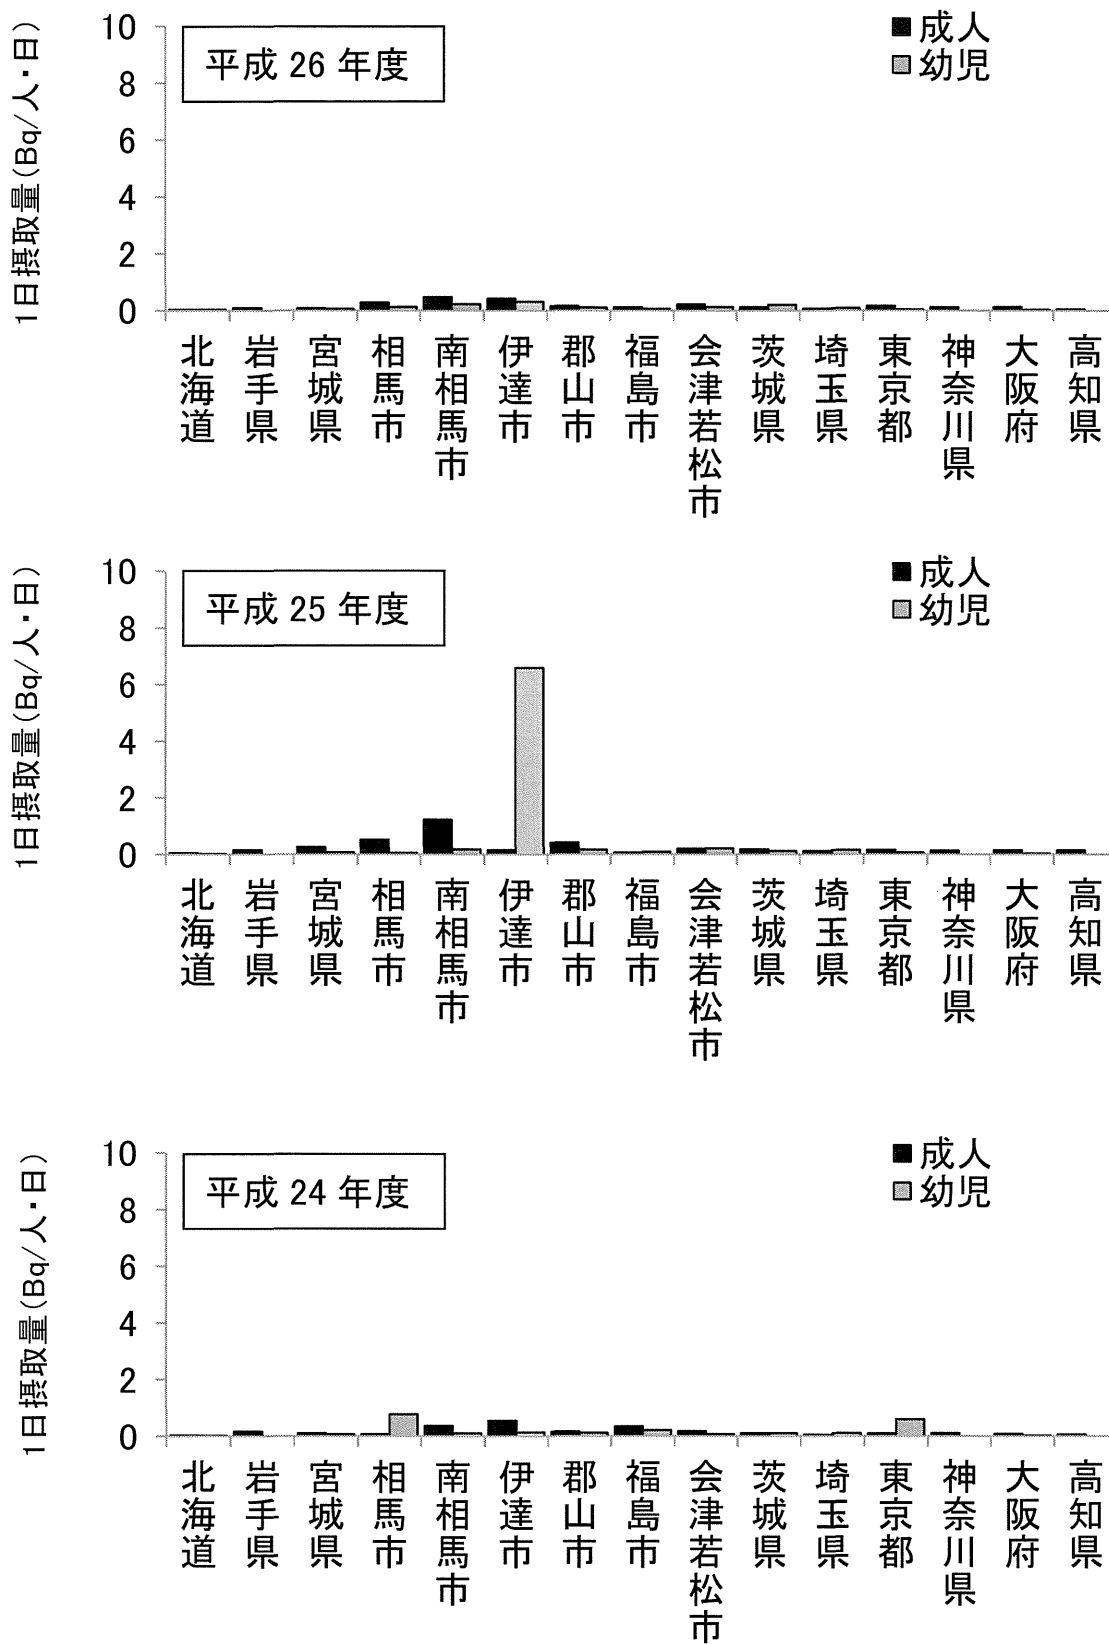 1日摂取量(Bq/人・日)
平成 26 年度
■成人
■幼児
10
8
6
4
2
0
北海道
岩手県
宮城県
相馬市
南相馬市
伊達市
郡山市
福島市
会津若松市
茨城県
埼玉県
東京都
神奈川県
大阪府
高知県
1日摂取量(Bq/人・日)
平成 25 年度
■成人
■幼児
10
8
6
4
2
0
北海道
岩手県
宮城県
相馬市
南相馬市
伊達市
郡山市
福島市
会津若松市
茨城県
埼玉県
東京都
神奈川県
大阪府
高知県
1日摂取量(Bq/人・日)
平成 24 年度
■成人
■幼児
10
8
6
4
2
0
北海道
岩手県
宮城県
相馬市
南相馬市
伊達市
郡山市
福島市
会津若松市
茨城県
埼玉県
東京都
神奈川県
大阪府
高知県